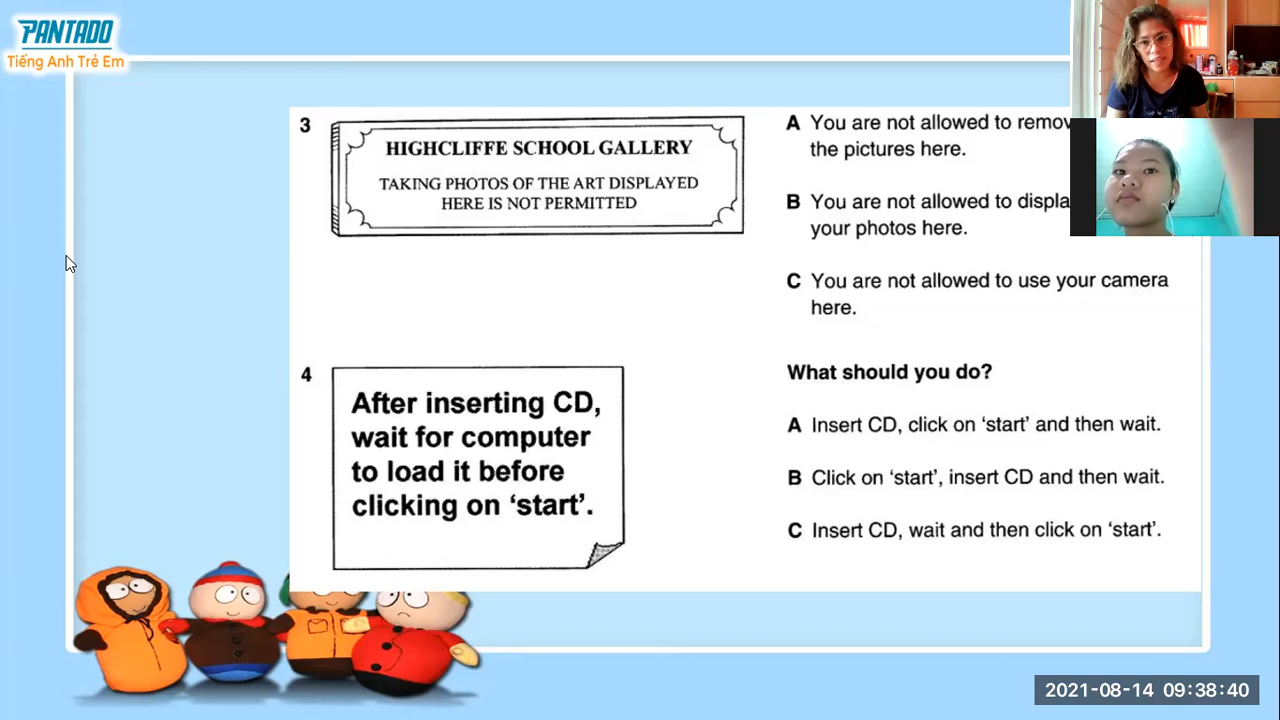 PANTADO
Tiếng Anh Trẻ Em
3
HIGHCLIFFE SCHOOL GALLERY
TAKING PHOTOS OF THE ART DISPLAYED
HERE IS NOT PERMITTED
A You are not allowed to remov
the pictures here.
B You are not allowed to displa
your photos here.
C You are not allowed to use your camera
here.
4
After inserting CD,
wait for computer
to load it before
clicking on ‘start’.
What should you do?
A Insert CD, click on ‘start’ and then wait.
B Click on ‘start’, insert CD and then wait.
C Insert CD, wait and then click on ‘start’.
2021-08-14 09:38:40